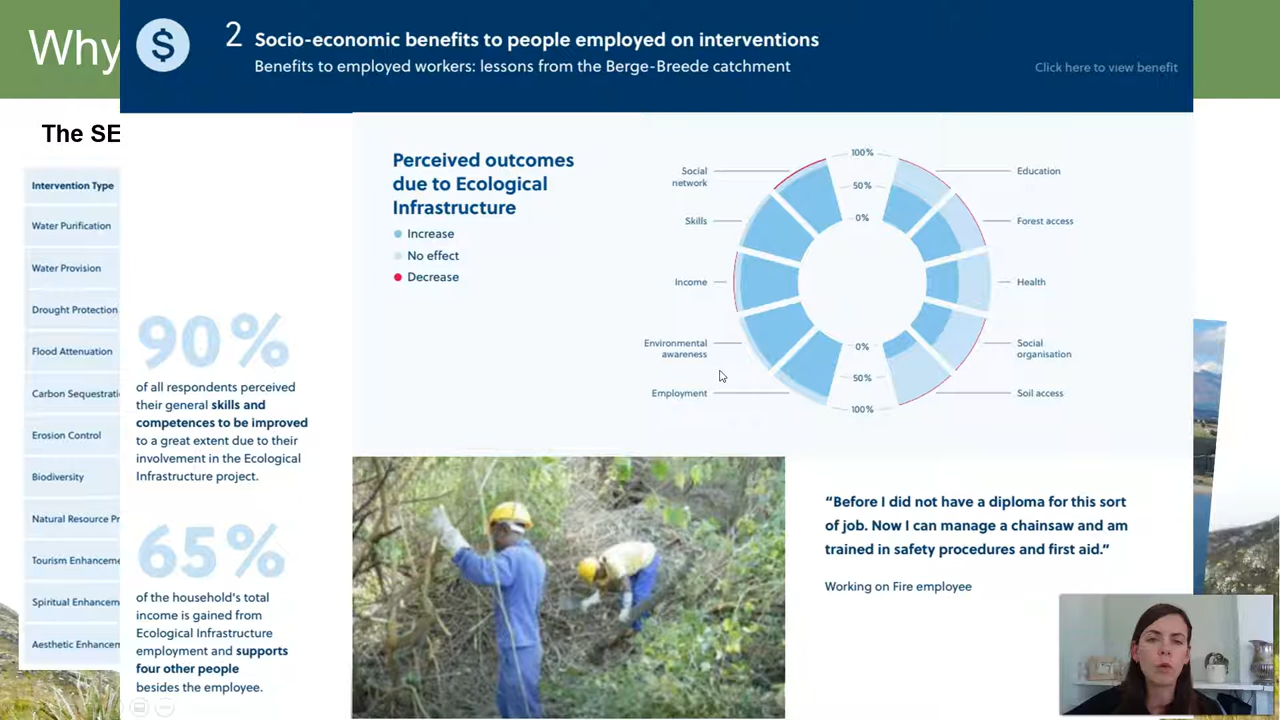 Why
2 Socio-economic benefits to people employed on interventions
Benefits to employed workers: lessons from the Berge-Breede catchment
Click here to view benefit
The SE
Intervention Type
Water Purification
Water Provision
Drought Protection
Flood Attenuation
Carbon Sequestrati
Erosion Control
Biodiversity
Natural Resource Pr
Tourism Enhanceme
Spiritual Enhancem
Aesthetic Enhancen
90%
of all respondents perceived
their general skills and
competences to be improved
to a great extent due to their
involvement in the Ecological
Infrastructure project.
65%
of the household's total
income is gained from
Ecological Infrastructure
employment and supports
four other people
besides the employee.
Perceived outcomes
due to Ecological
Infrastructure
Increase
No effect
Decrease
Social
network
Skills
Income
Environmental
awareness
Employment
100%
50%
0%
0%
50%
100%
Education
Forest access
Health
Social
organisation
Soil access
“Before I did not have a diploma for this sort
of job. Now I can manage a chainsaw and am
trained in safety procedures and first aid.”
Working on Fire employee